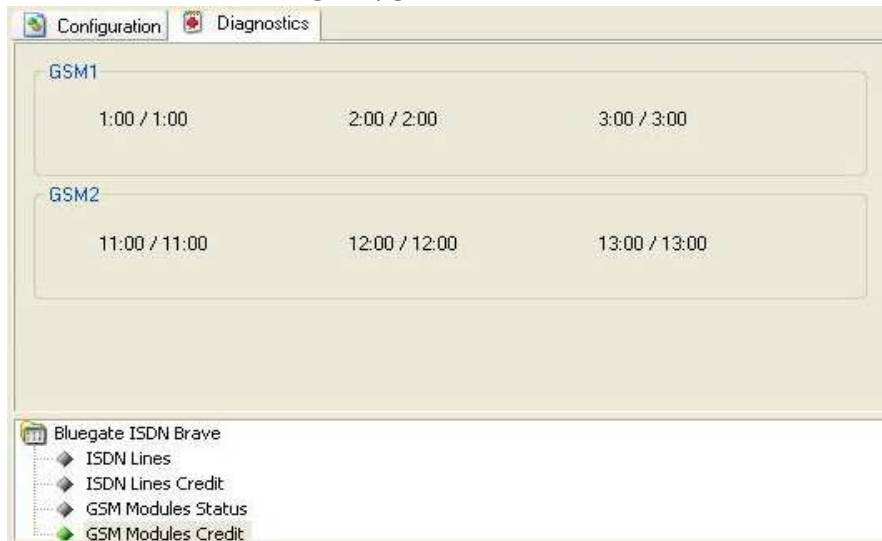 Configuration Diagnostics
GSM1
1:00 / 1:00 2:00 / 2:00 3:00 / 3:00
GSM2
11:00 / 11:00 12:00 / 12:00 13:00 / 13:00
Bluegate ISDN Brave
ISDN Lines
ISDN Lines Credit
GSM Modules Status
GSM Modules Credit